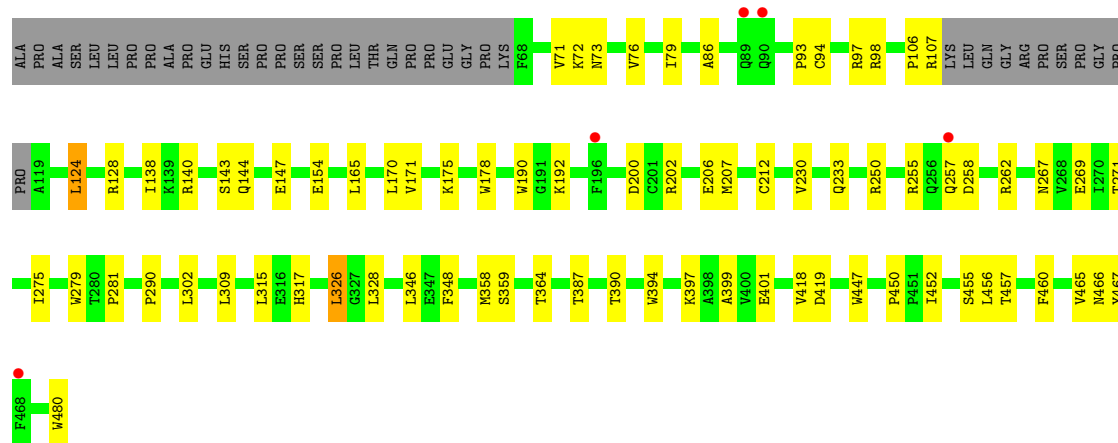 ALA PRO ALA SER LEU LEU PRO PRO ALA PRO GLU HIS SER PRO PRO SER SER PRO LEU THR GLN PRO PRO GLU GLY PRO LYS F68 V71 K72 N73 V76 I79 A86 Q89 Q90 P93 C94 R97 R98 P106 R107 LYS LEU GLN GLY ARG PRO SER PRO GLY PRO
PRO A119 L124 R128 I138 K139 R140 S143 Q144 E147 E154 L165 L170 V171 K175 W178 W190 G191 K192 F196 D200 C201 R202 E206 M207 C212 V230 Q233 R250 R255 Q256 Q257 D258 R262 N267 V268 E269 I270 T271
I275 W279 T280 P281 P290 L302 L309 L315 E316 H317 L326 G327 L328 L346 E347 F348 M358 S359 T364 T387 T390 W394 K397 A398 A399 V400 E401 V418 D419 W447 P450 P451 I452 S455 L456 T457 F460 V465 N466
F468 W480